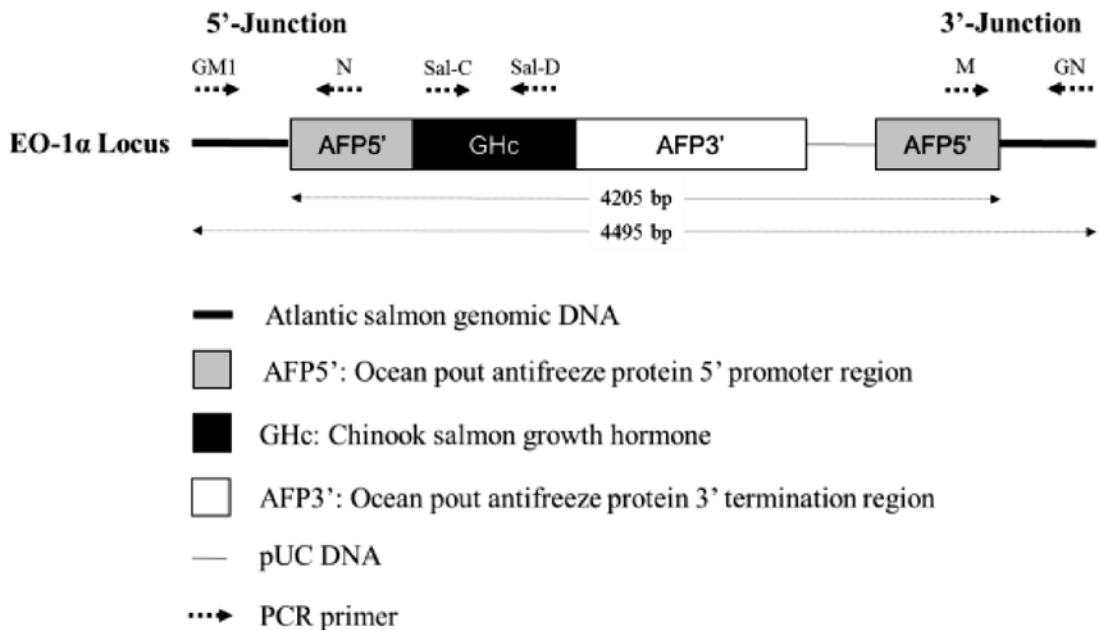 5’-Junction 3’-Junction
GM1 N Sal-C Sal-D M GN
EO-1α Locus AFP5’ GHc AFP3’ AFP5’
4205 bp
4495 bp
Atlantic salmon genomic DNA
AFP5’: Ocean pout antifreeze protein 5’ promoter region
GHc: Chinook salmon growth hormone
AFP3’: Ocean pout antifreeze protein 3’ termination region
pUC DNA
PCR primer